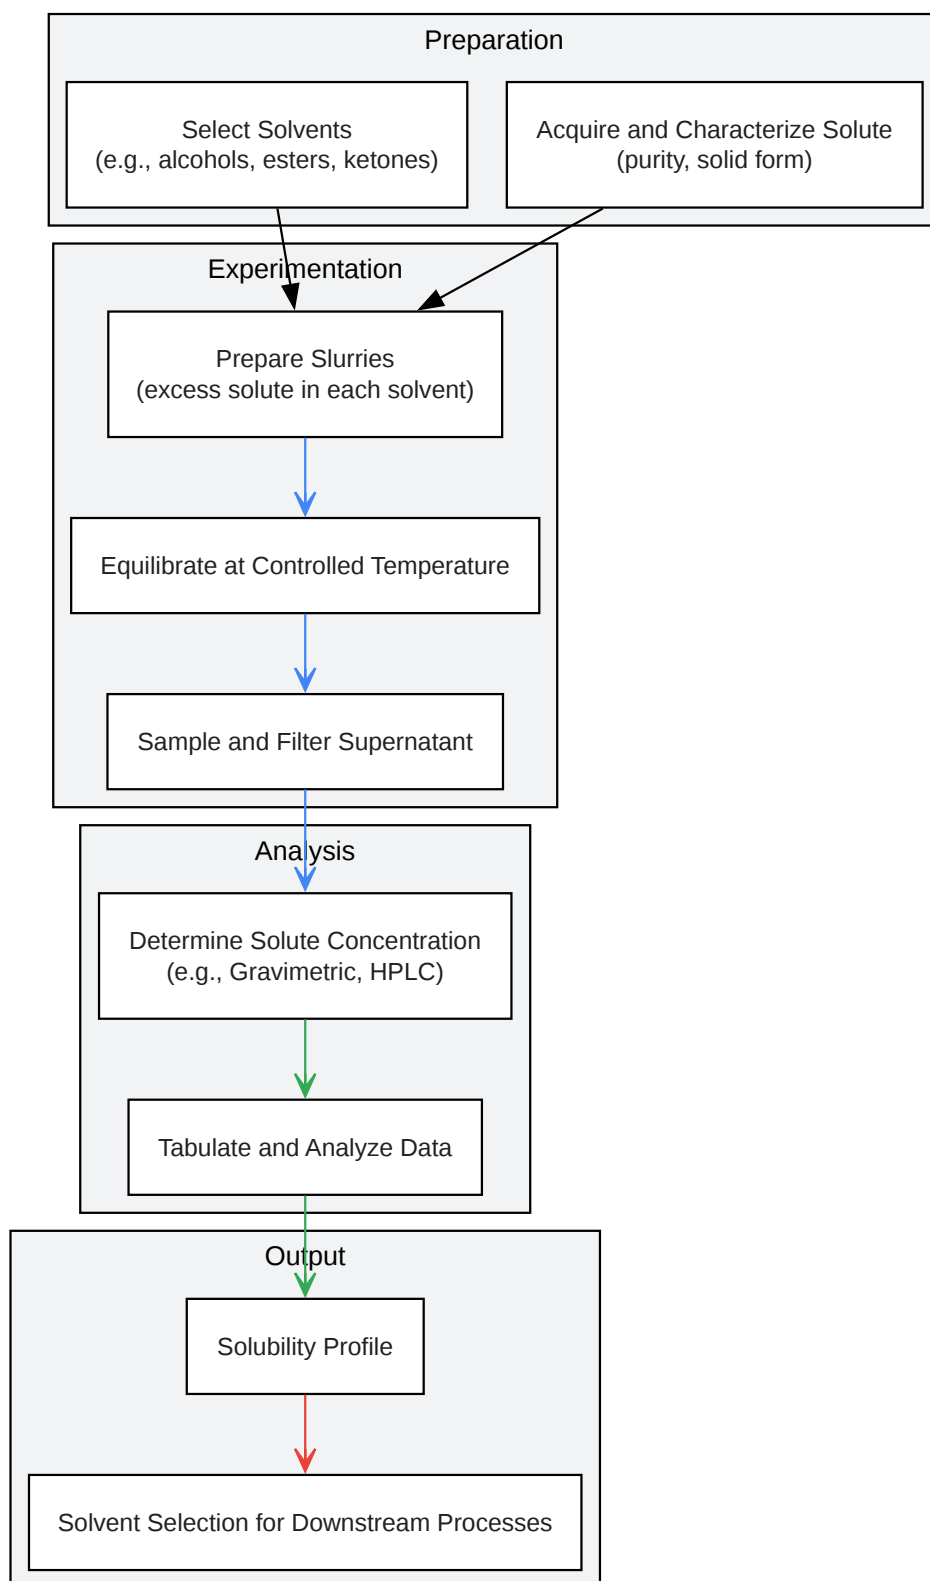 Preparation
Select Solvents
(e.g., alcohols, esters, ketones)
Acquire and Characterize Solute
(purity, solid form)
Experimentation
Prepare Slurries
(excess solute in each solvent)
Equilibrate at Controlled Temperature
Sample and Filter Supernatant
Analysis
Determine Solute Concentration
(e.g., Gravimetric, HPLC)
Tabulate and Analyze Data
Output
Solubility Profile
Solvent Selection for Downstream Processes